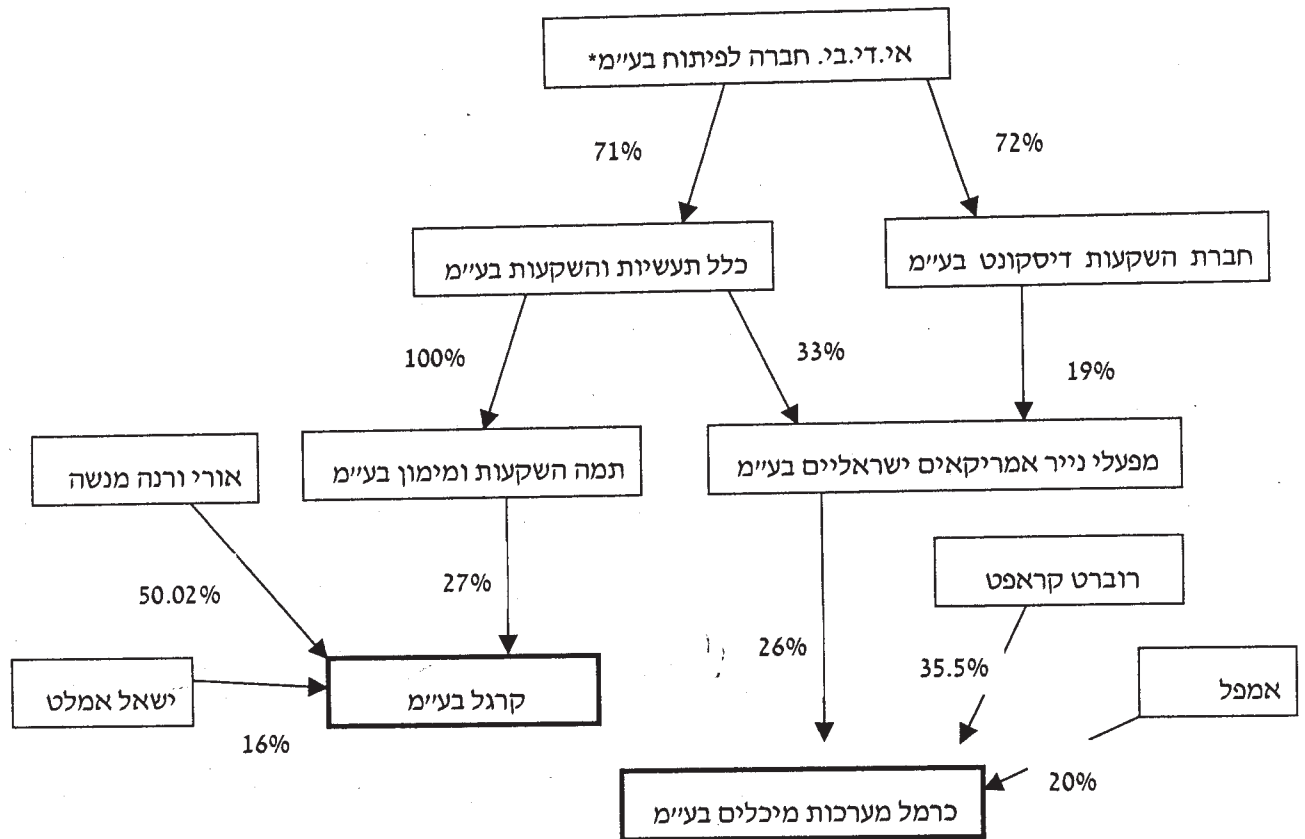 אי.די.בי. חברה לפיתוח בע״מ*
71%
72%
כלל תעשיות והשקעות בע״מ
חברת השקעות דיסקונט בע״מ
100%
33%
19%
אורי ורנה מנשה
תמה השקעות ומימון בע״מ
מפעלי נייר אמריקאים ישראליים בע״מ
50.02%
27%
26%
רוברט קראפט
35.5%
ישאל אמלט
16%
קרגל בע״מ
אמפל
20%
כרמל מערכות מיכלים בע״מ